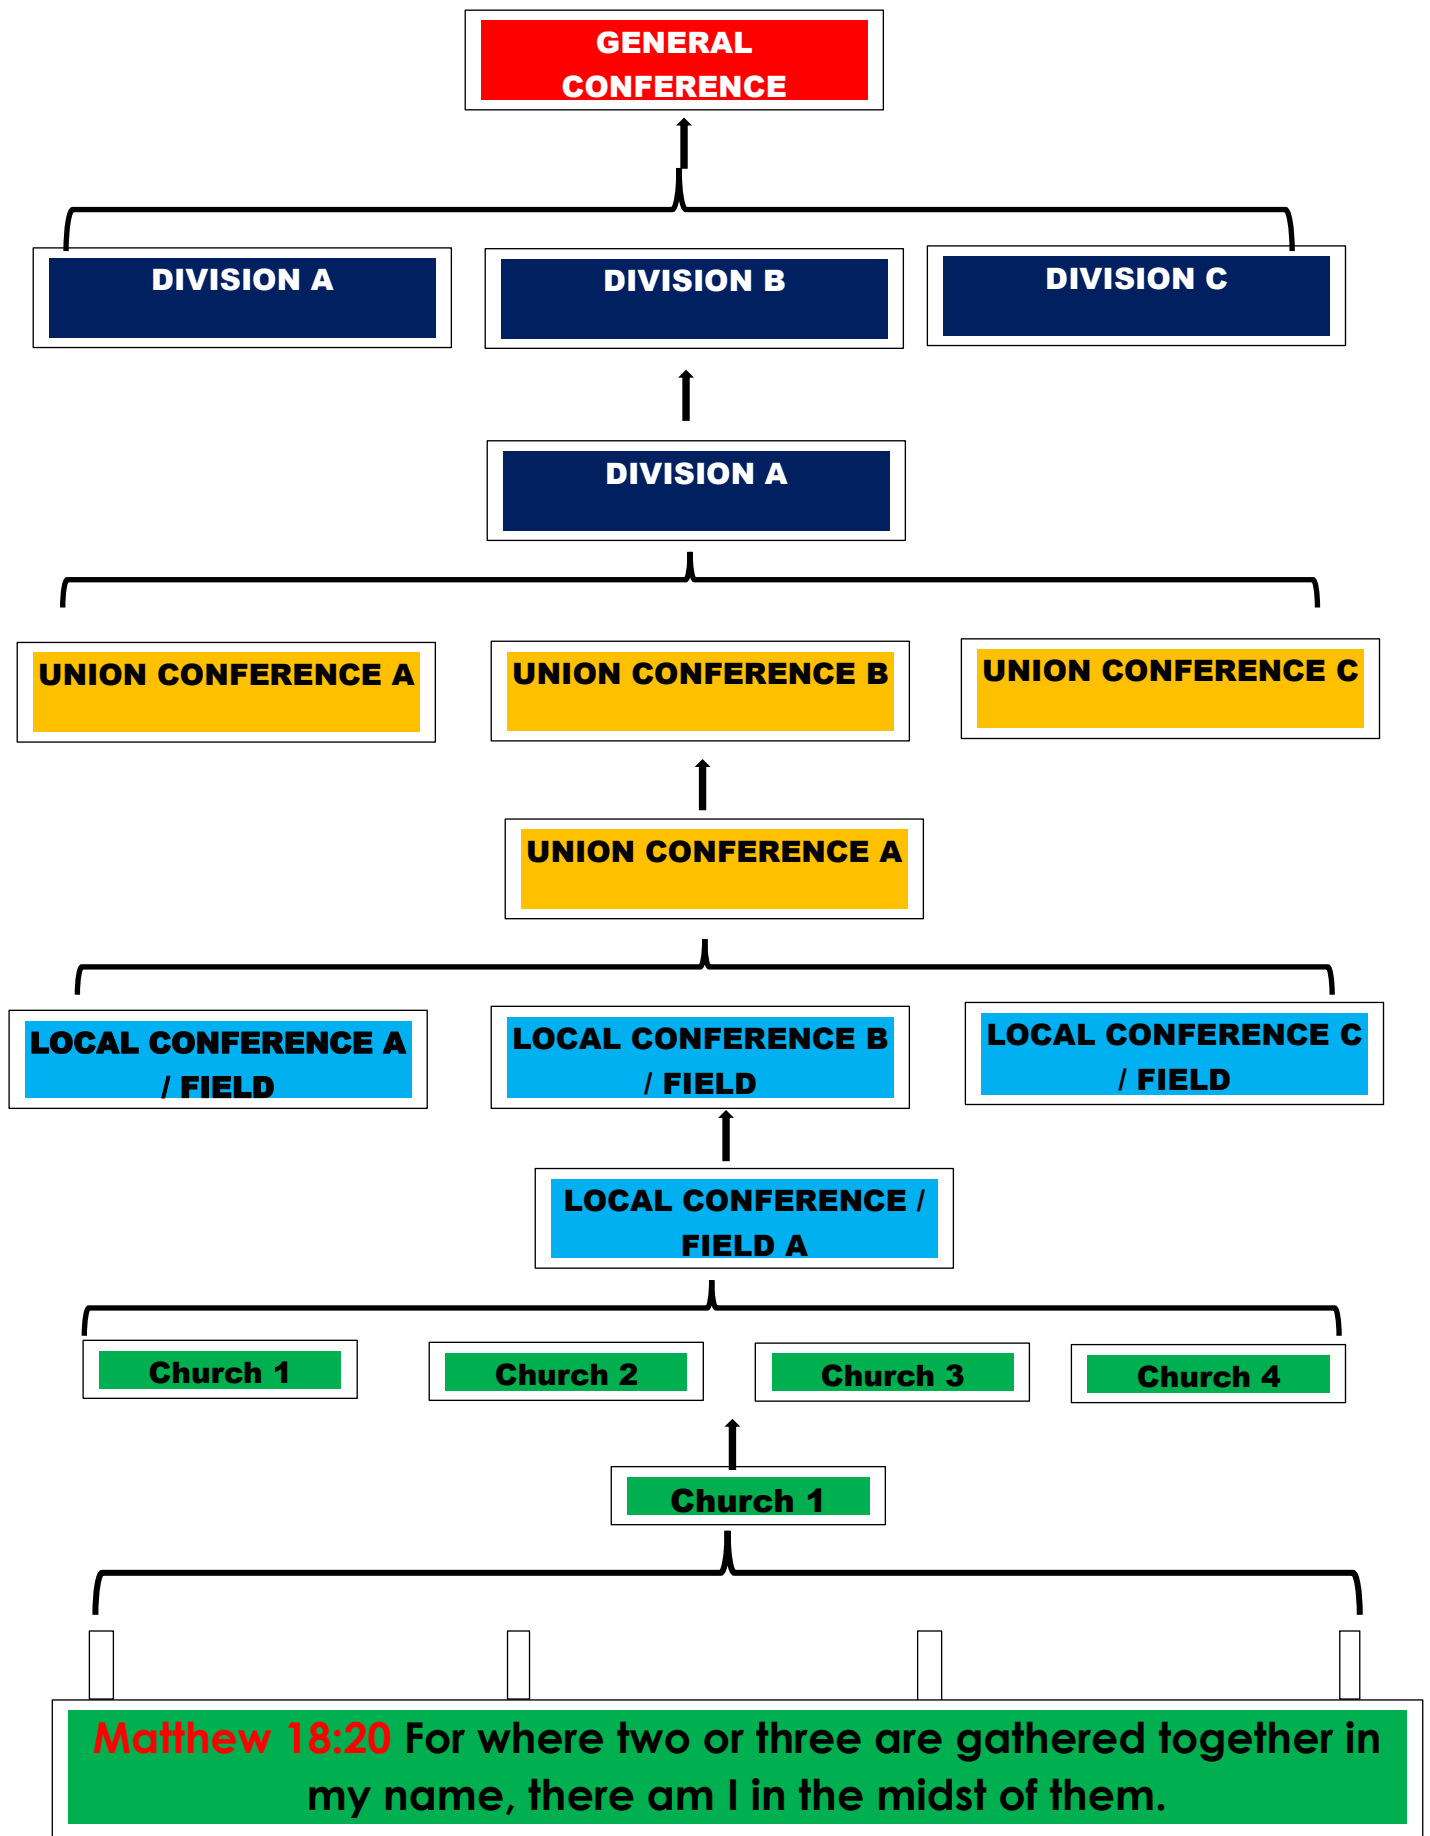 GENERAL
CONFERENCE
DIVISION A
DIVISION B
DIVISION C
DIVISION A
UNION CONFERENCE A
UNION CONFERENCE B
UNION CONFERENCE C
UNION CONFERENCE A
LOCAL CONFERENCE A
/ FIELD
LOCAL CONFERENCE B
/ FIELD
LOCAL CONFERENCE C
/ FIELD
LOCAL CONFERENCE /
FIELD A
Church 1
Church 2
Church 3
Church 4
Church 1
Matthew 18:20 For where two or three are gathered together in
my name, there am I in the midst of them.